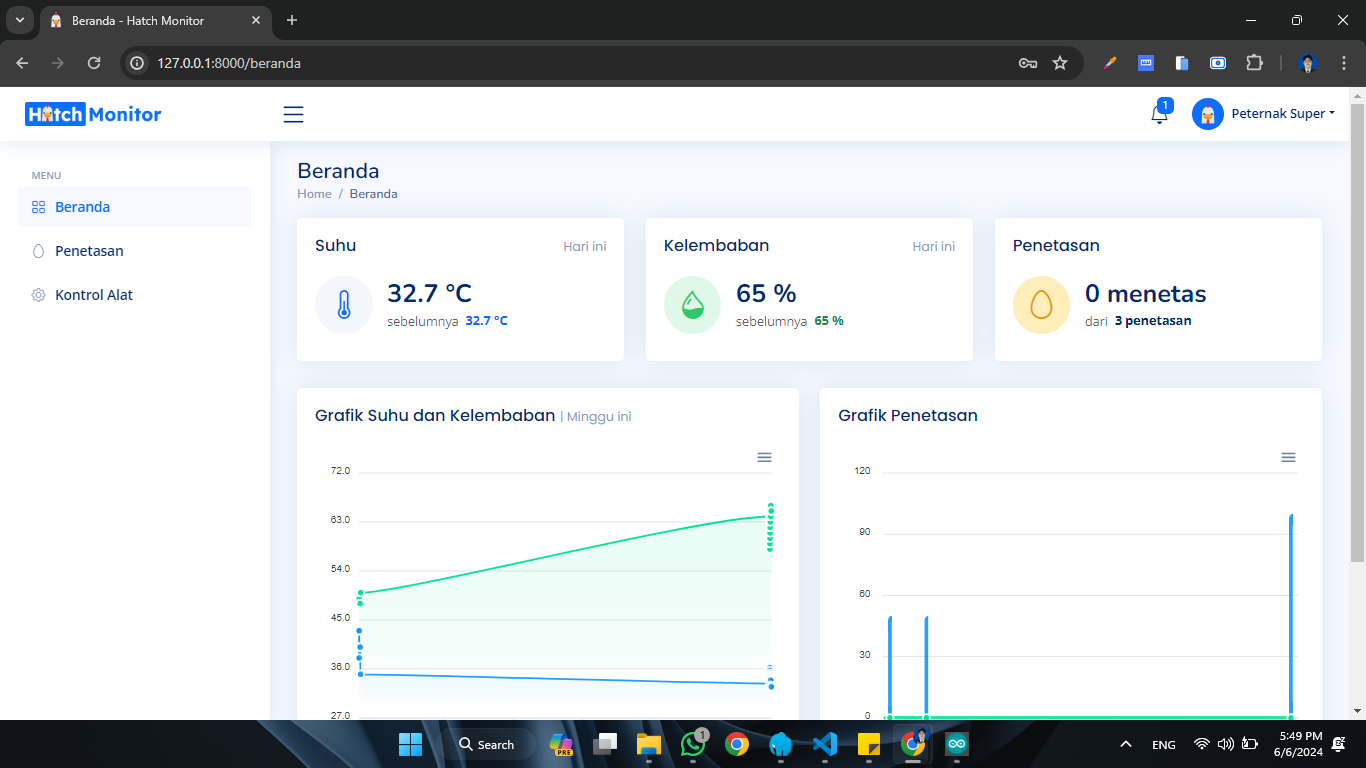 Beranda - Hatch Monitor
127.0.0.1:8000/beranda
Hatch Monitor
1
Peternak Super
MENU
Beranda
Penetasan
Kontrol Alat
Beranda
Home / Beranda
Suhu Hari ini
32.7 °C
sebelumnya 32.7 °C
Kelembaban Hari ini
65 %
sebelumnya 65 %
Penetasan
0 menetas
dari 3 penetasan
Grafik Suhu dan Kelembaban | Minggu ini
72.0
63.0
54.0
45.0
36.0
27.0
Grafik Penetasan
120
90
60
30
0
Search
PRE
1
ENG
5:49 PM
6/6/2024